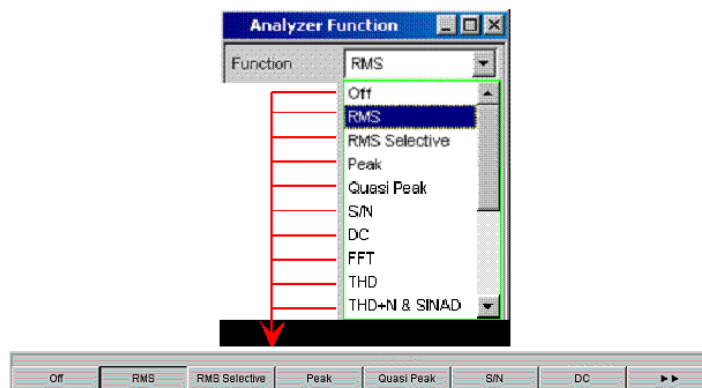 Analyzer Function
Function RMS
Off
RMS
RMS Selective
Peak
Quasi Peak
S/N
DC
FFT
THD
THD+N & SINAD
Off RMS RMS Selective Peak Quasi Peak S/N DC